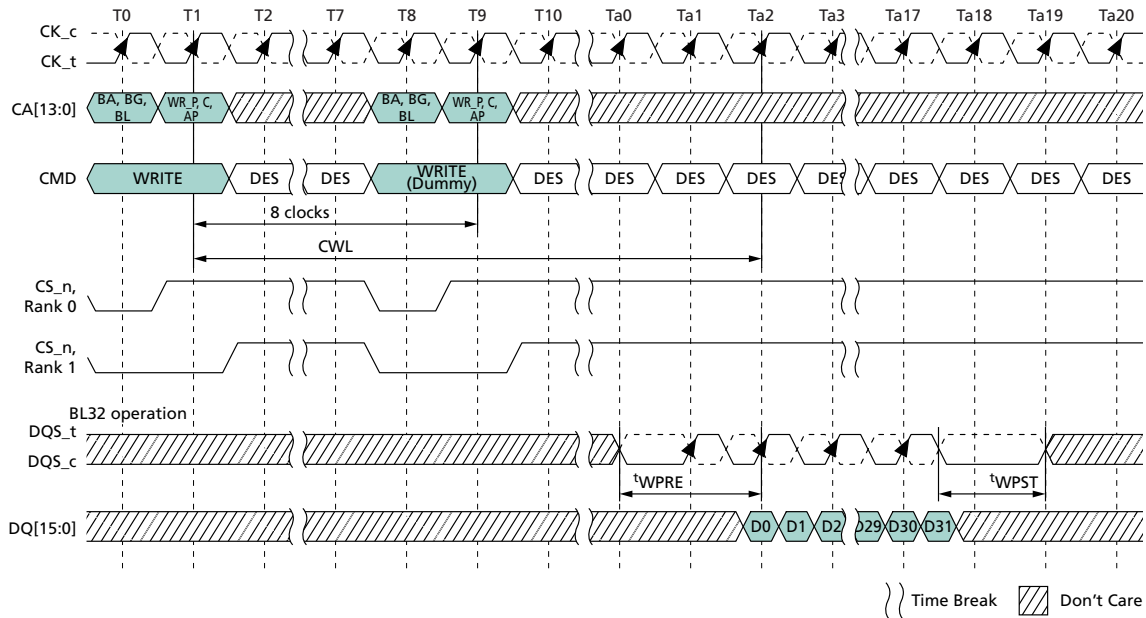 T0 T1 T2 T7 T8 T9 T10 Ta0 Ta1 Ta2 Ta3 Ta17 Ta18 Ta19 Ta20
CK_c
CK_t
CA[13:0]
BA, BG,
BL
WR_P, C,
AP
BA, BG,
BL
WR_P, C,
AP
CMD WRITE DES DES WRITE
(Dummy) DES DES DES DES DES DES DES DES DES
8 clocks
CWL
CS_n,
Rank 0
CS_n,
Rank 1
BL32 operation
DQS_t
DQS_c
tWPRE tWPST
DQ[15:0] D0 D1 D2 D29 D30 D31
Time Break Don't Care